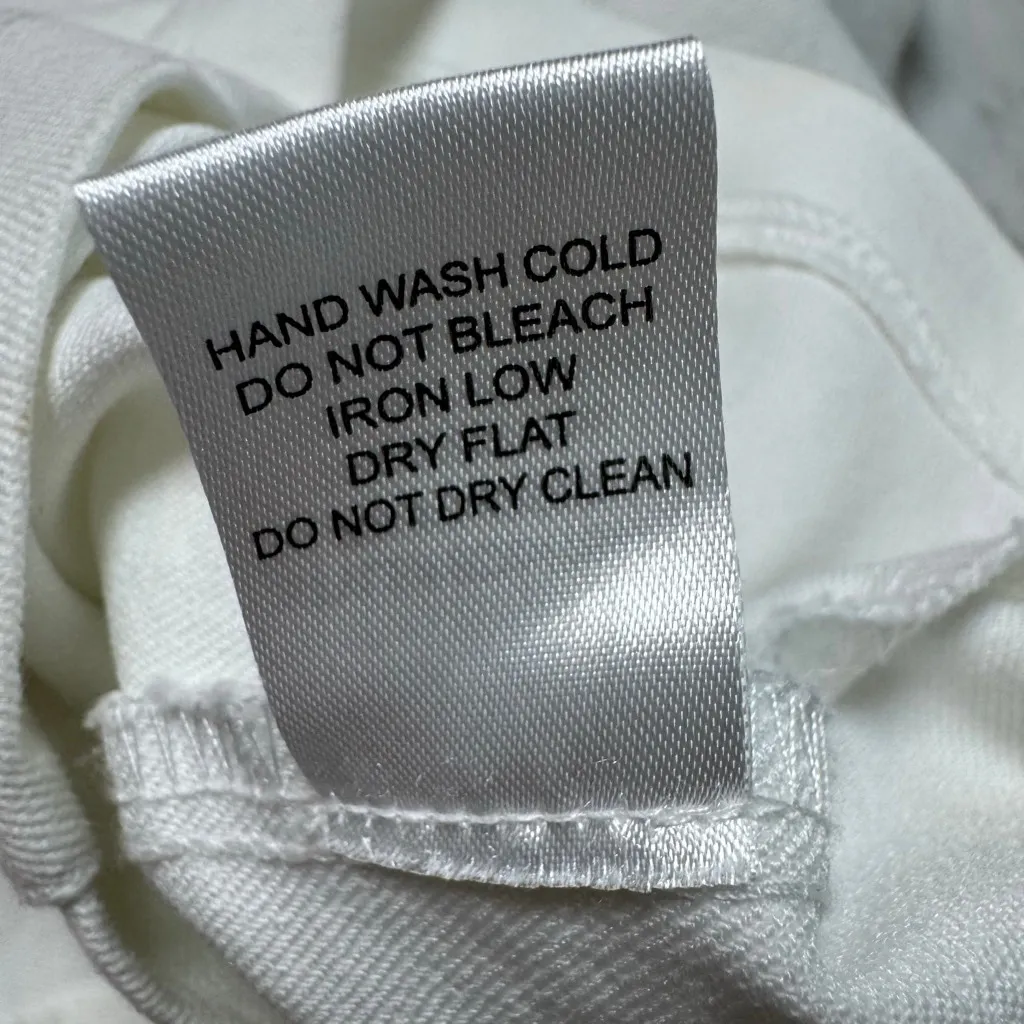 HAND WASH COLD
DO NOT BLEACH
IRON LOW
DRY FLAT
DO NOT DRY CLEAN